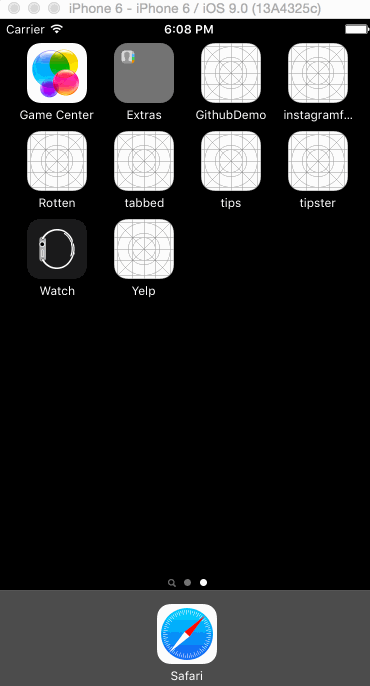 iPhone 6 - iPhone 6 / iOS 9.0 (13A4325c)
Carrier 6:08 PM
Game Center Extras GithubDemo instagramf...
Rotten tabbed tips tipster
Watch Yelp
Safari